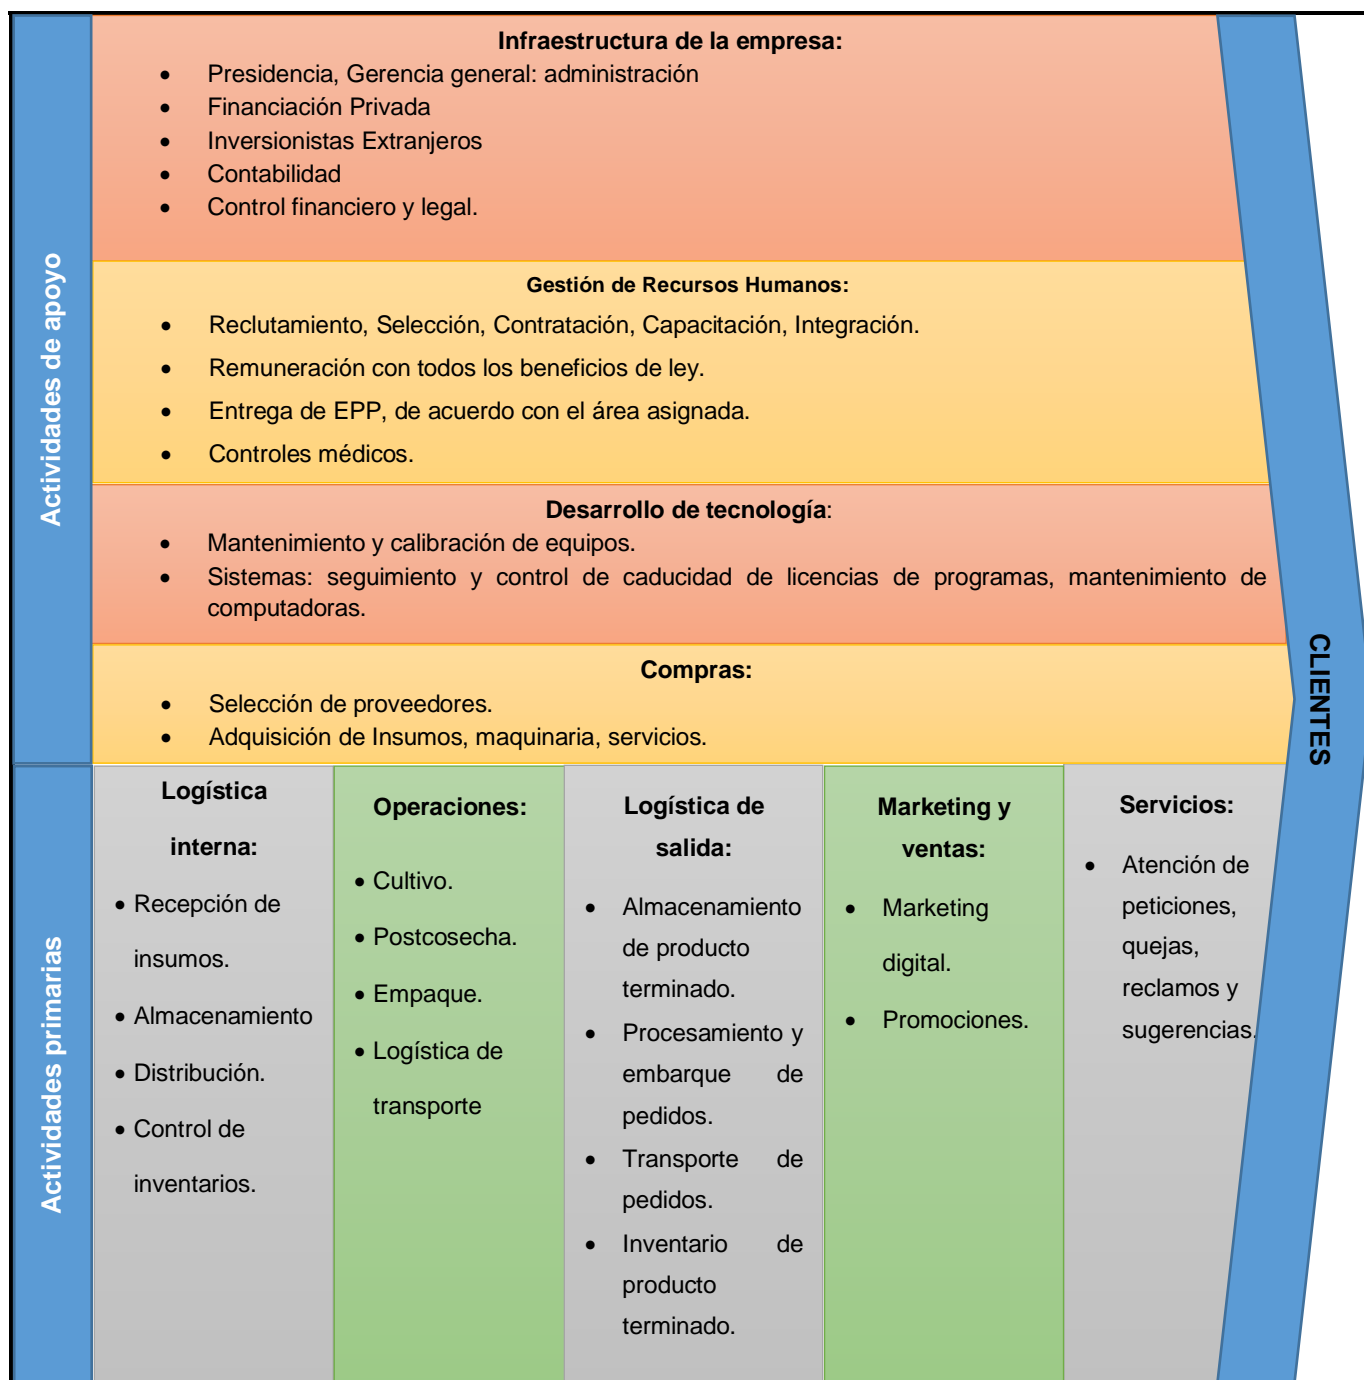 Actividades de apoyo
Infraestructura de la empresa:
• Presidencia, Gerencia general: administración
• Financiación Privada
• Inversionistas Extranjeros
• Contabilidad
• Control financiero y legal.
Gestión de Recursos Humanos:
• Reclutamiento, Selección, Contratación, Capacitación, Integración.
• Remuneración con todos los beneficios de ley.
• Entrega de EPP, de acuerdo con el área asignada.
• Controles médicos.
Desarrollo de tecnología:
• Mantenimiento y calibración de equipos.
• Sistemas: seguimiento y control de caducidad de licencias de programas, mantenimiento de
computadoras.
Compras:
• Selección de proveedores.
• Adquisición de Insumos, maquinaria, servicios.
Actividades primarias
Logística
interna:
• Recepción de
insumos.
• Almacenamiento
• Distribución.
• Control de
inventarios.
Operaciones:
• Cultivo.
• Postcosecha.
• Empaque.
• Logística de
transporte
Logística de
salida:
• Almacenamiento
de producto
terminado.
• Procesamiento y
embarque de
pedidos.
• Transporte de
pedidos.
• Inventario de
producto
terminado.
Marketing y
ventas:
• Marketing
digital.
• Promociones.
Servicios:
• Atención de
peticiones,
quejas,
reclamos y
sugerencias.
CLIENTES